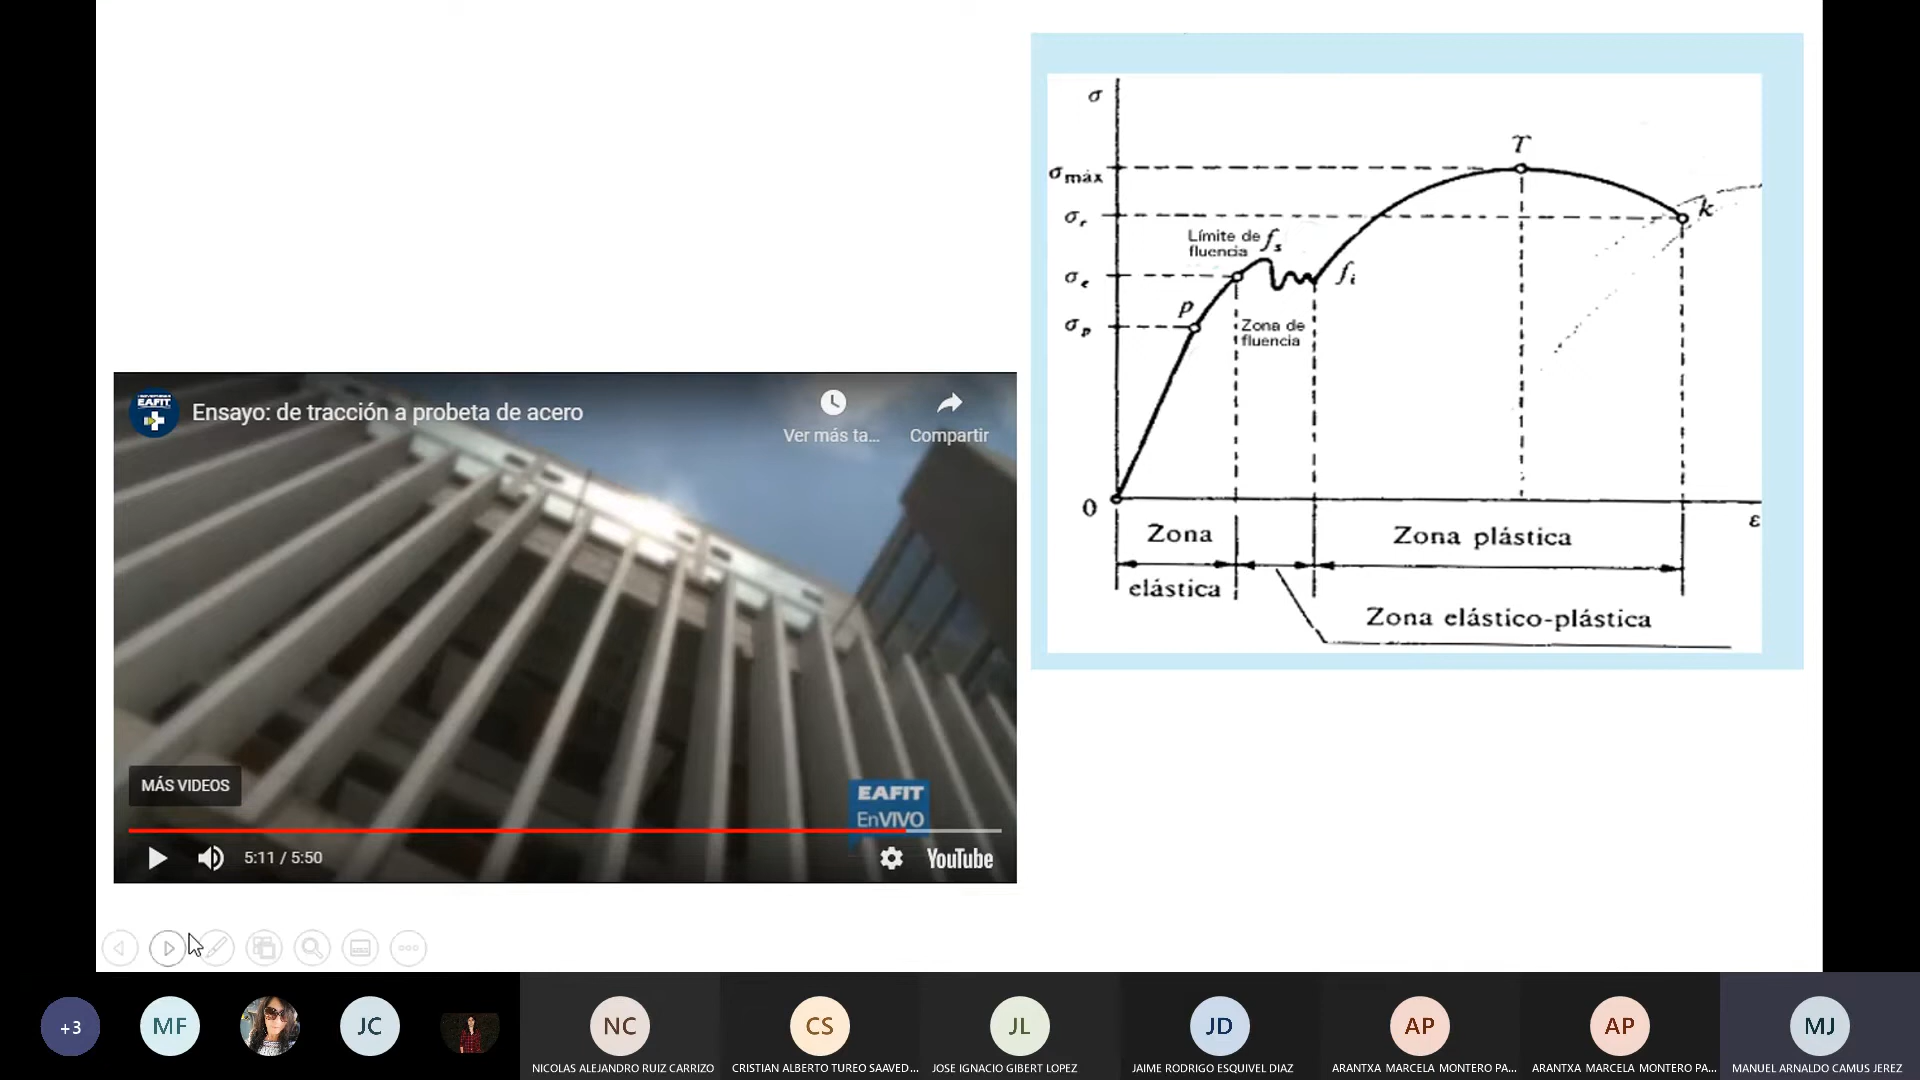 σ
T
σmáx
σr
k
Límite de
fluencia
fs
σe
fi
P
σp
Zona de
fluencia
0
ε
Zona
elástica
Zona plástica
Zona elástico-plástica
EAFIT
Ensayo: de tracción a probeta de acero
Ver más ta...
Compartir
MÁS VIDEOS
EAFIT
EnVIVO
5:11 / 5:50
YouTube
+3
MF
JC
NC
CS
JL
JD
AP
AP
MJ
NICOLAS ALEJANDRO RUIZ CARRIZO
CRISTIAN ALBERTO TUREO SAAVED...
JOSE IGNACIO GIBERT LOPEZ
JAIME RODRIGO ESQUIVEL DIAZ
ARANTXA MARCELA MONTERO PA...
ARANTXA MARCELA MONTERO PA...
MANUEL ARNALDO CAMUS JEREZ